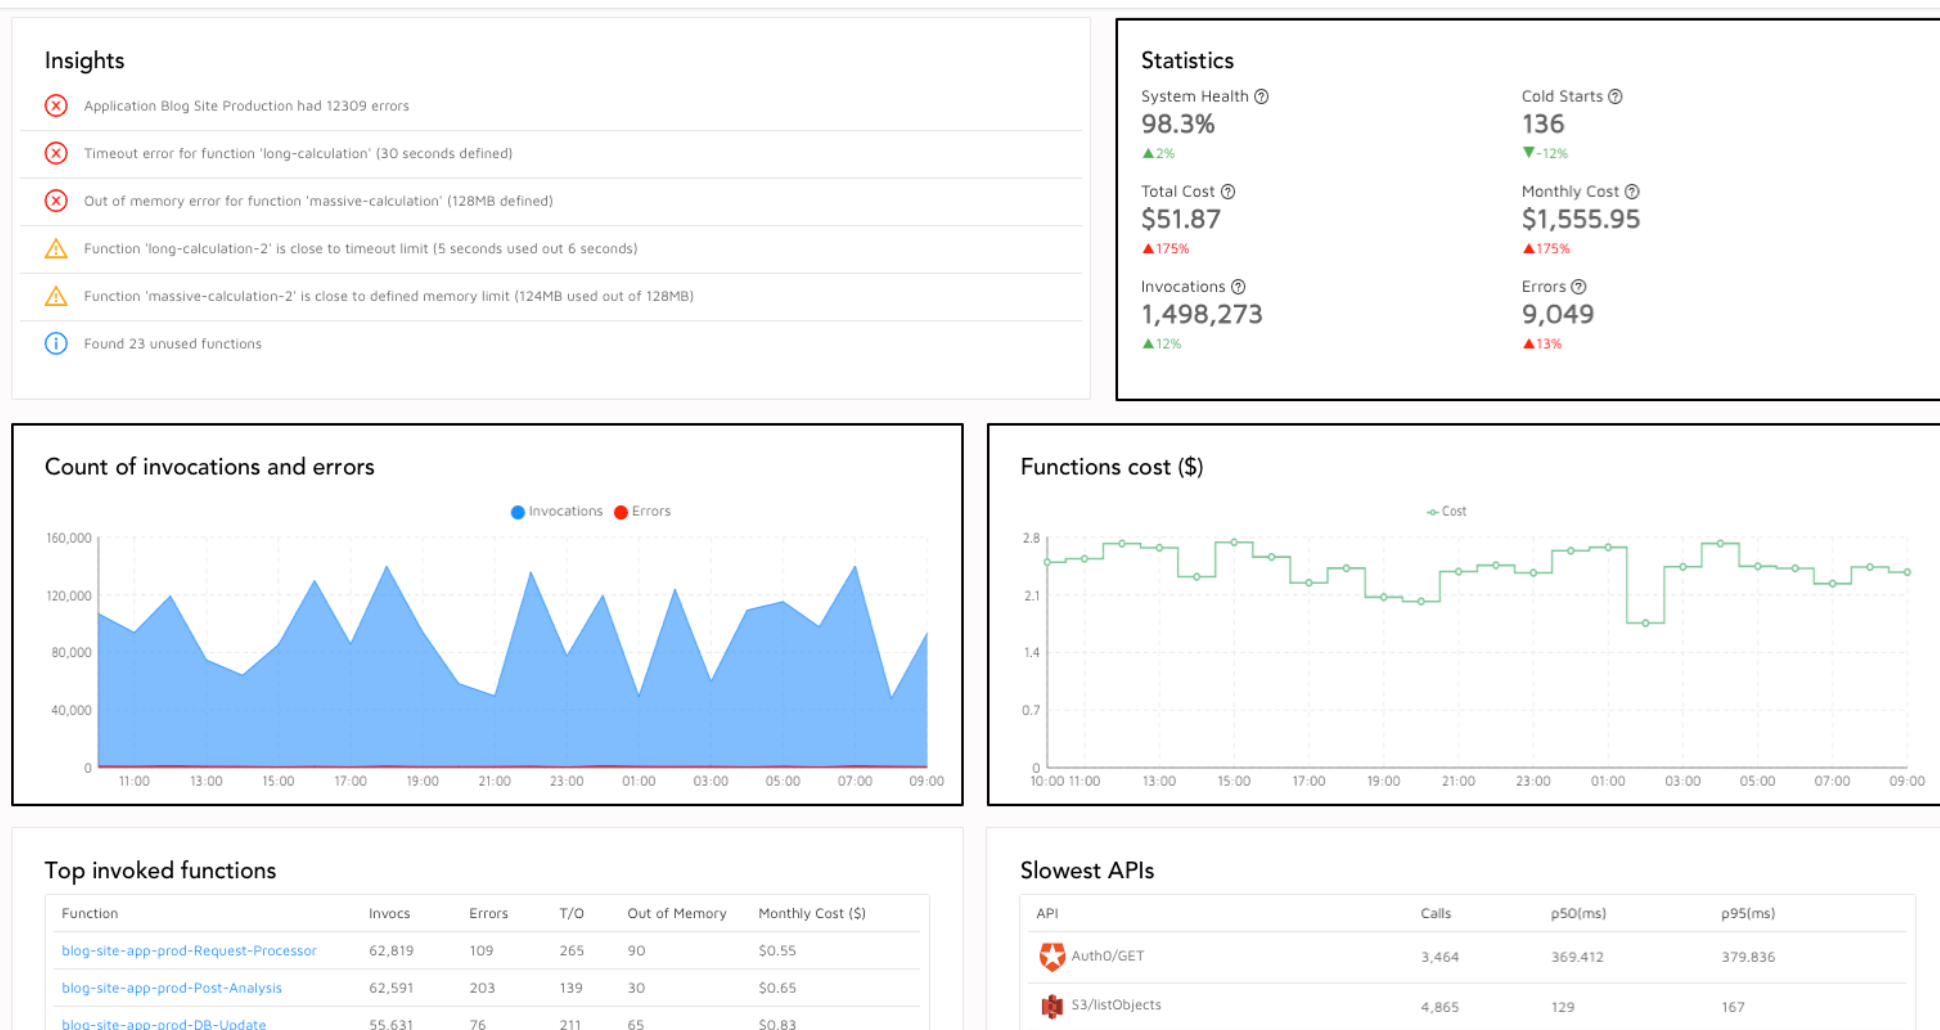 Insights
Application Blog Site Production had 12309 errors
Timeout error for function 'long-calculation' (30 seconds defined)
Out of memory error for function 'massive-calculation' (128MB defined)
Function 'long-calculation-2' is close to timeout limit (5 seconds used out 6 seconds)
Function 'massive-calculation-2' is close to defined memory limit (124MB used out of 128MB)
Found 23 unused functions
Statistics
System Health Cold Starts
98.3% 136
2% -12%
Total Cost Monthly Cost
$51.87 $1,555.95
175% 175%
Invocations Errors
1,498,273 9,049
12% 13%
Count of invocations and errors
Invocations Errors
160,000
120,000
80,000
40,000
0
11:00 13:00 15:00 17:00 19:00 21:00 23:00 01:00 03:00 05:00 07:00 09:00
Functions cost ($)
Cost
2.8
2.1
1.4
0.7
0
10:00 11:00 13:00 15:00 17:00 19:00 21:00 23:00 01:00 03:00 05:00 07:00 09:00
Top invoked functions
Function Invocs Errors T/O Out of Memory Monthly Cost ($)
blog-site-app-prod-Request-Processor 62,819 109 265 90 $0.55
blog-site-app-prod-Post-Analysis 62,591 203 139 30 $0.65
blog-site-app-prod-DB-Update 55,631 76 211 65 $0.83
Slowest APIs
API Calls p50(ms) p95(ms)
Auth0/GET 3,464 369.412 379.836
S3/listObjects 4,865 129 167